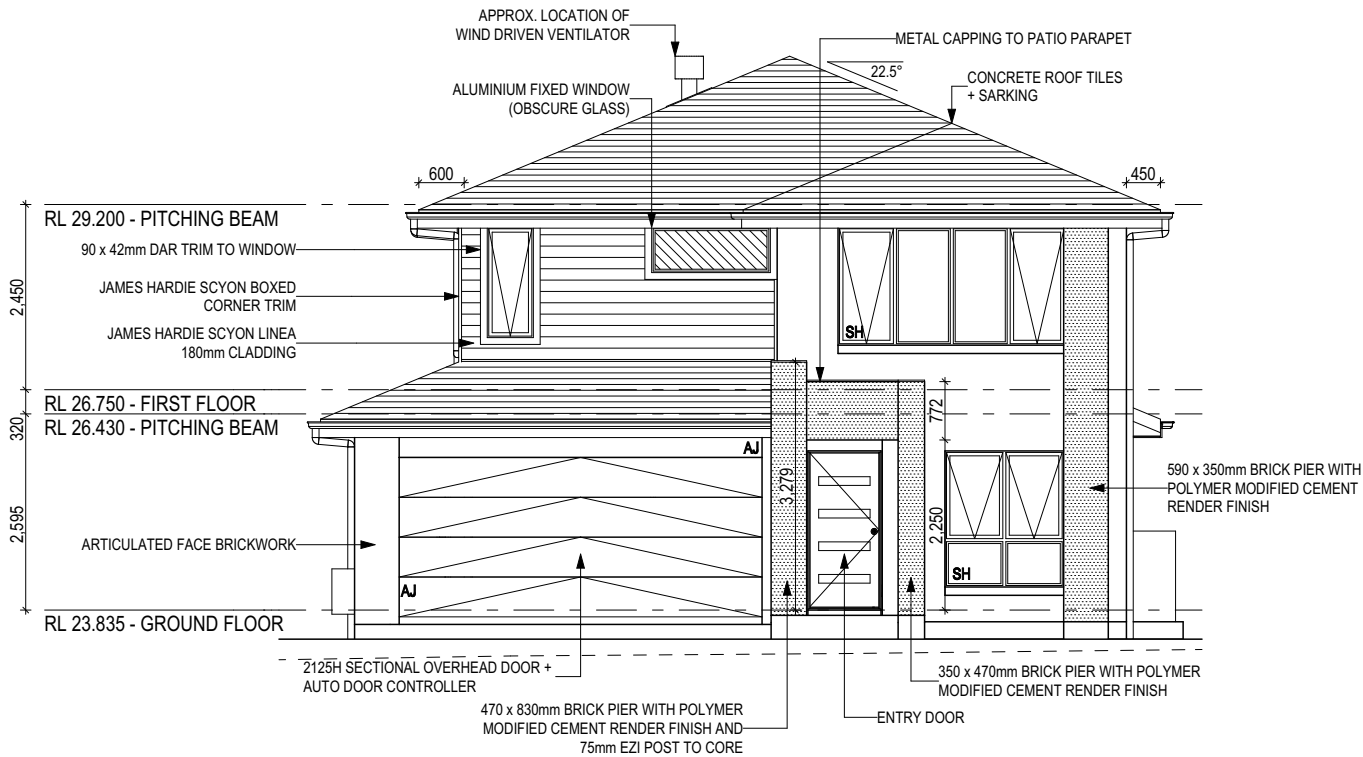 APPROX. LOCATION OF
WIND DRIVEN VENTILATOR
METAL CAPPING TO PATIO PARAPET
22.5°
ALUMINIUM FIXED WINDOW
(OBSCURE GLASS)
CONCRETE ROOF TILES
+ SARKING
600
450
RL 29.200 - PITCHING BEAM
90 x 42mm DAR TRIM TO WINDOW
2,450
JAMES HARDIE SCYON BOXED
CORNER TRIM
JAMES HARDIE SCYON LINEA
180mm CLADDING
SH
RL 26.750 - FIRST FLOOR
320
RL 26.430 - PITCHING BEAM
772
AJ
3,279
590 x 350mm BRICK PIER WITH
POLYMER MODIFIED CEMENT
RENDER FINISH
2,595
2,250
ARTICULATED FACE BRICKWORK
SH
AJ
RL 23.835 - GROUND FLOOR
2125H SECTIONAL OVERHEAD DOOR +
AUTO DOOR CONTROLLER
350 x 470mm BRICK PIER WITH POLYMER
MODIFIED CEMENT RENDER FINISH
470 x 830mm BRICK PIER WITH POLYMER
MODIFIED CEMENT RENDER FINISH AND
75mm EZI POST TO CORE
ENTRY DOOR